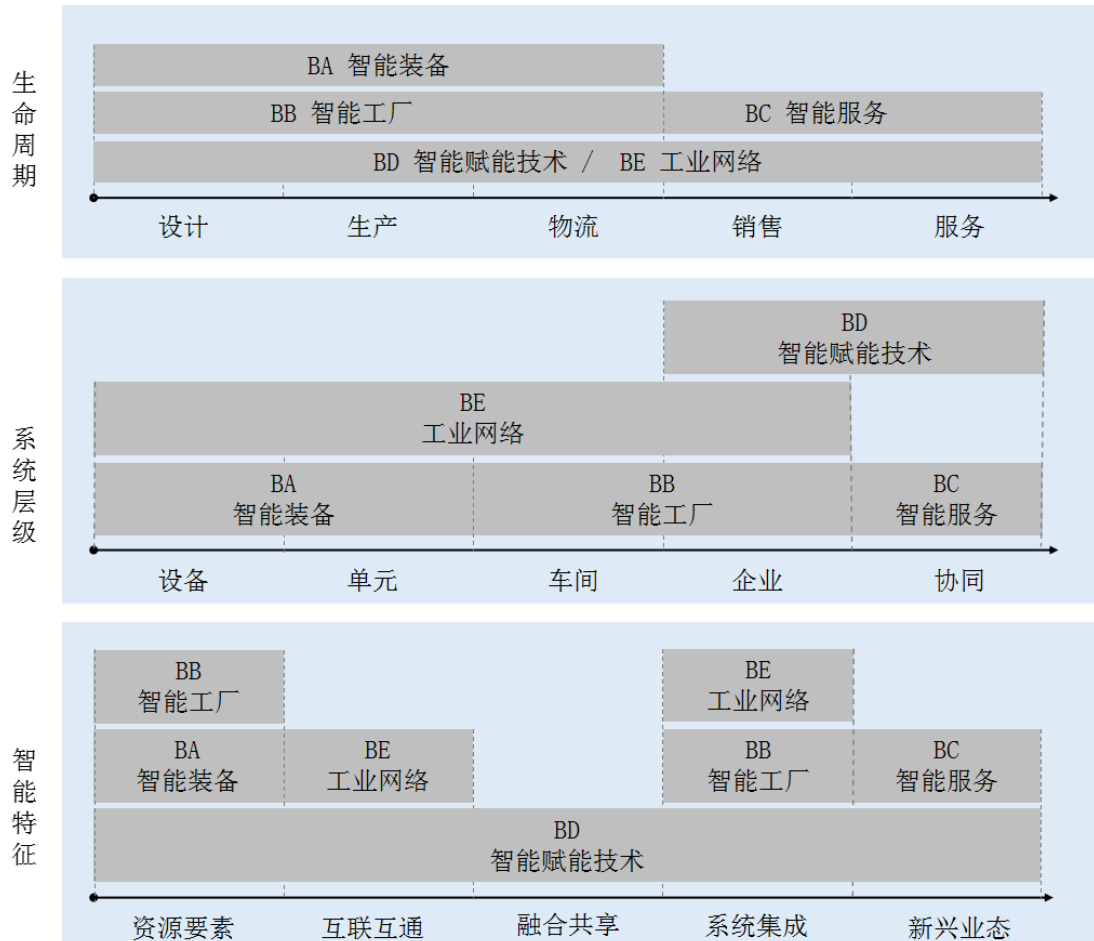 生命周期
BA 智能装备
BB 智能工厂
BC 智能服务
BD 智能赋能技术 / BE 工业网络
设计
生产
物流
销售
服务
系统层级
BD
智能赋能技术
BE
工业网络
BA
智能装备
BB
智能工厂
BC
智能服务
设备
单元
车间
企业
协同
智能特征
BB
智能工厂
BE
工业网络
BA
智能装备
BE
工业网络
BB
智能工厂
BC
智能服务
BD
智能赋能技术
资源要素
互联互通
融合共享
系统集成
新兴业态